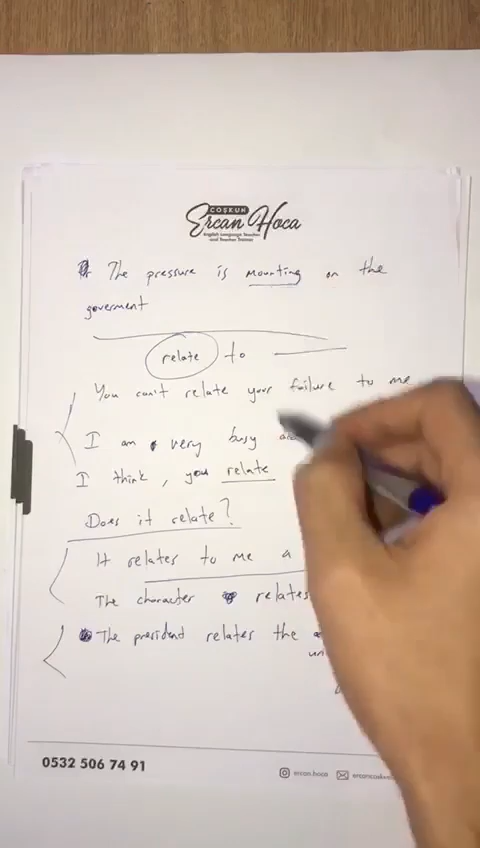 COŞKUN
Ercan Hoca
English Language Teacher
and Teacher Trainer
The pressure is mounting on the
goverment
relate to
You can't relate your failure to me
I am very busy
I think, you relate
Does it relate?
It relates to me a
The character relates
The president relates the
un
0532 506 74 91
ercan.hoca